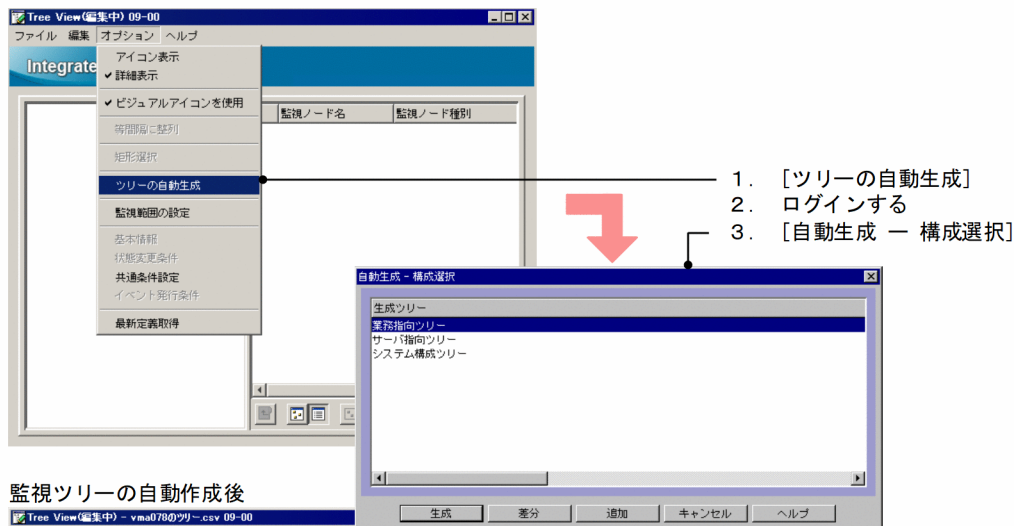 Tree View(編集中) 09-00
ファイル 編集 オプション ヘルプ
Integrate
アイコン表示
詳細表示
ビジュアルアイコンを使用
等間隔に整列
矩形選択
ツリーの自動生成
監視範囲の設定
基本情報
状態変更条件
共通条件設定
イベント発行条件
最新定義取得
監視ノード名 監視ノード種別
1. [ツリーの自動生成]
2. ログインする
3. [自動生成 ー 構成選択]
自動生成 - 構成選択
生成ツリー
業務指向ツリー
サーバ指向ツリー
システム構成ツリー
生成 差分 追加 キャンセル ヘルプ
監視ツリーの自動作成後
Tree View(編集中) - vma078のツリー.csv 09-00